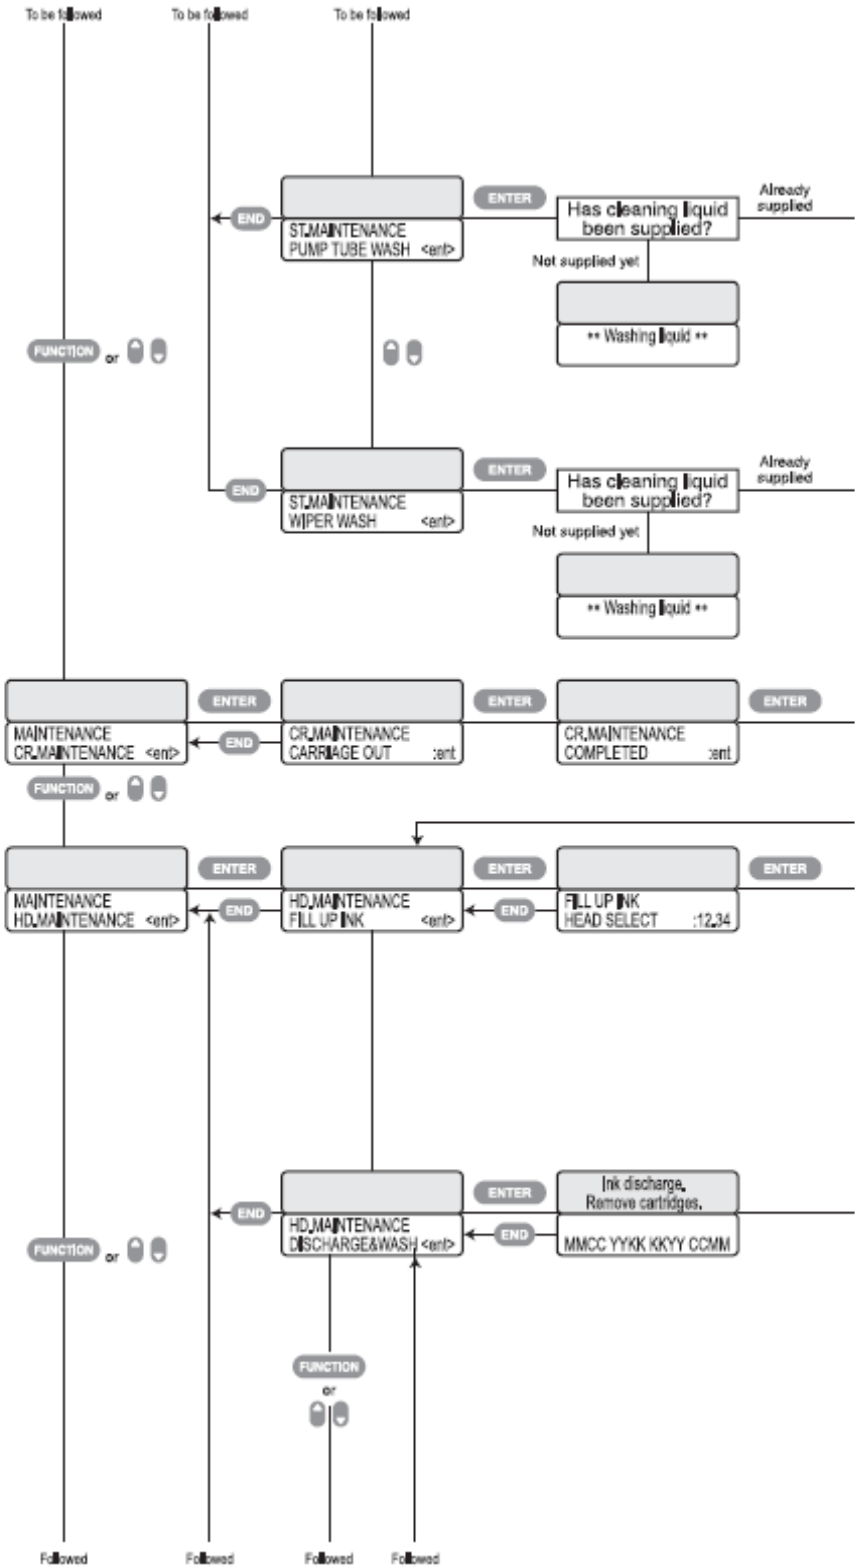 To be followed
To be followed
To be followed
ENTER
Already
supplied
END
Has cleaning liquid
been supplied?
ST.MAINTENANCE
PUMP TUBE WASH <ent>
Not supplied yet
** Washing liquid **
FUNCTION or
ENTER
Already
supplied
END
Has cleaning liquid
been supplied?
ST.MAINTENANCE
WIPER WASH <ent>
Not supplied yet
** Washing liquid **
ENTER
ENTER
ENTER
MAINTENANCE
CR.MAINTENANCE <ent>
END
CR.MAINTENANCE
CARRIAGE OUT :ent
CR.MAINTENANCE
COMPLETED :ent
FUNCTION or
ENTER
ENTER
ENTER
MAINTENANCE
HD.MAINTENANCE <ent>
END
HD.MAINTENANCE
FILL UP INK <ent>
END
FILL UP INK
HEAD SELECT :12.34
ENTER
Ink discharge.
Remove cartridges.
END
HD.MAINTENANCE
DISCHARGE&WASH <ent>
END
MMCC YYKK KKYY CCMM
FUNCTION or
FUNCTION
or
Followed
Followed
Followed
Followed